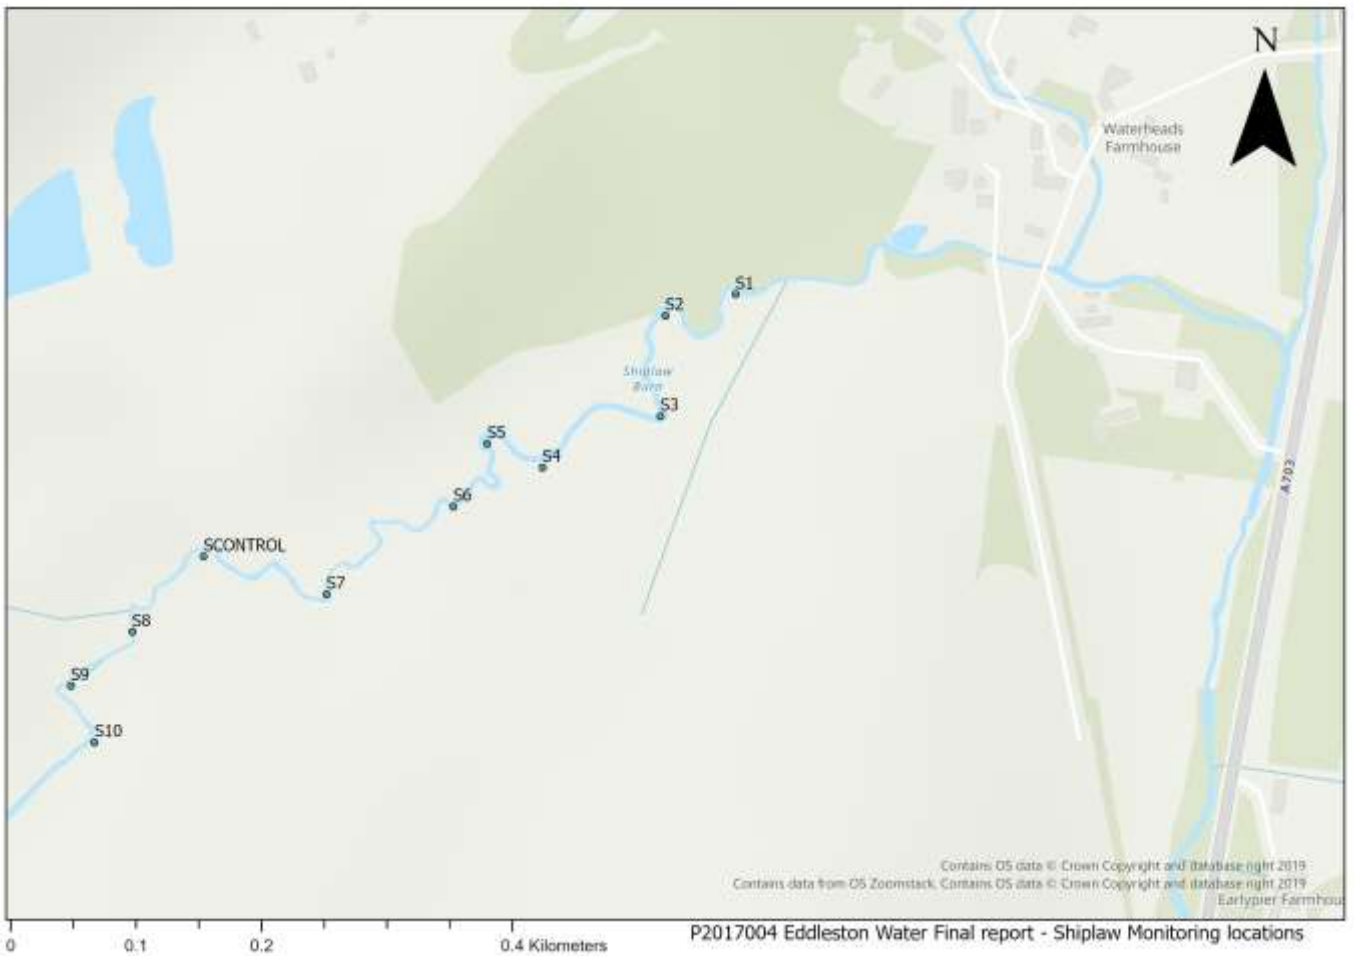 N
Waterheads
Farmhouse
S1
S2
Shiplaw
Burn
S3
S5
S4
A703
S6
SCONTROL
S7
S8
S9
S10
Contains OS data © Crown Copyright and database right 2019
Contains data from OS Zoomstack. Contains OS data © Crown Copyright and database right 2019
Earlypier Farmhou
P2017004 Eddleston Water Final report - Shiplaw Monitoring locations
0 0.1 0.2 0.4 Kilometers